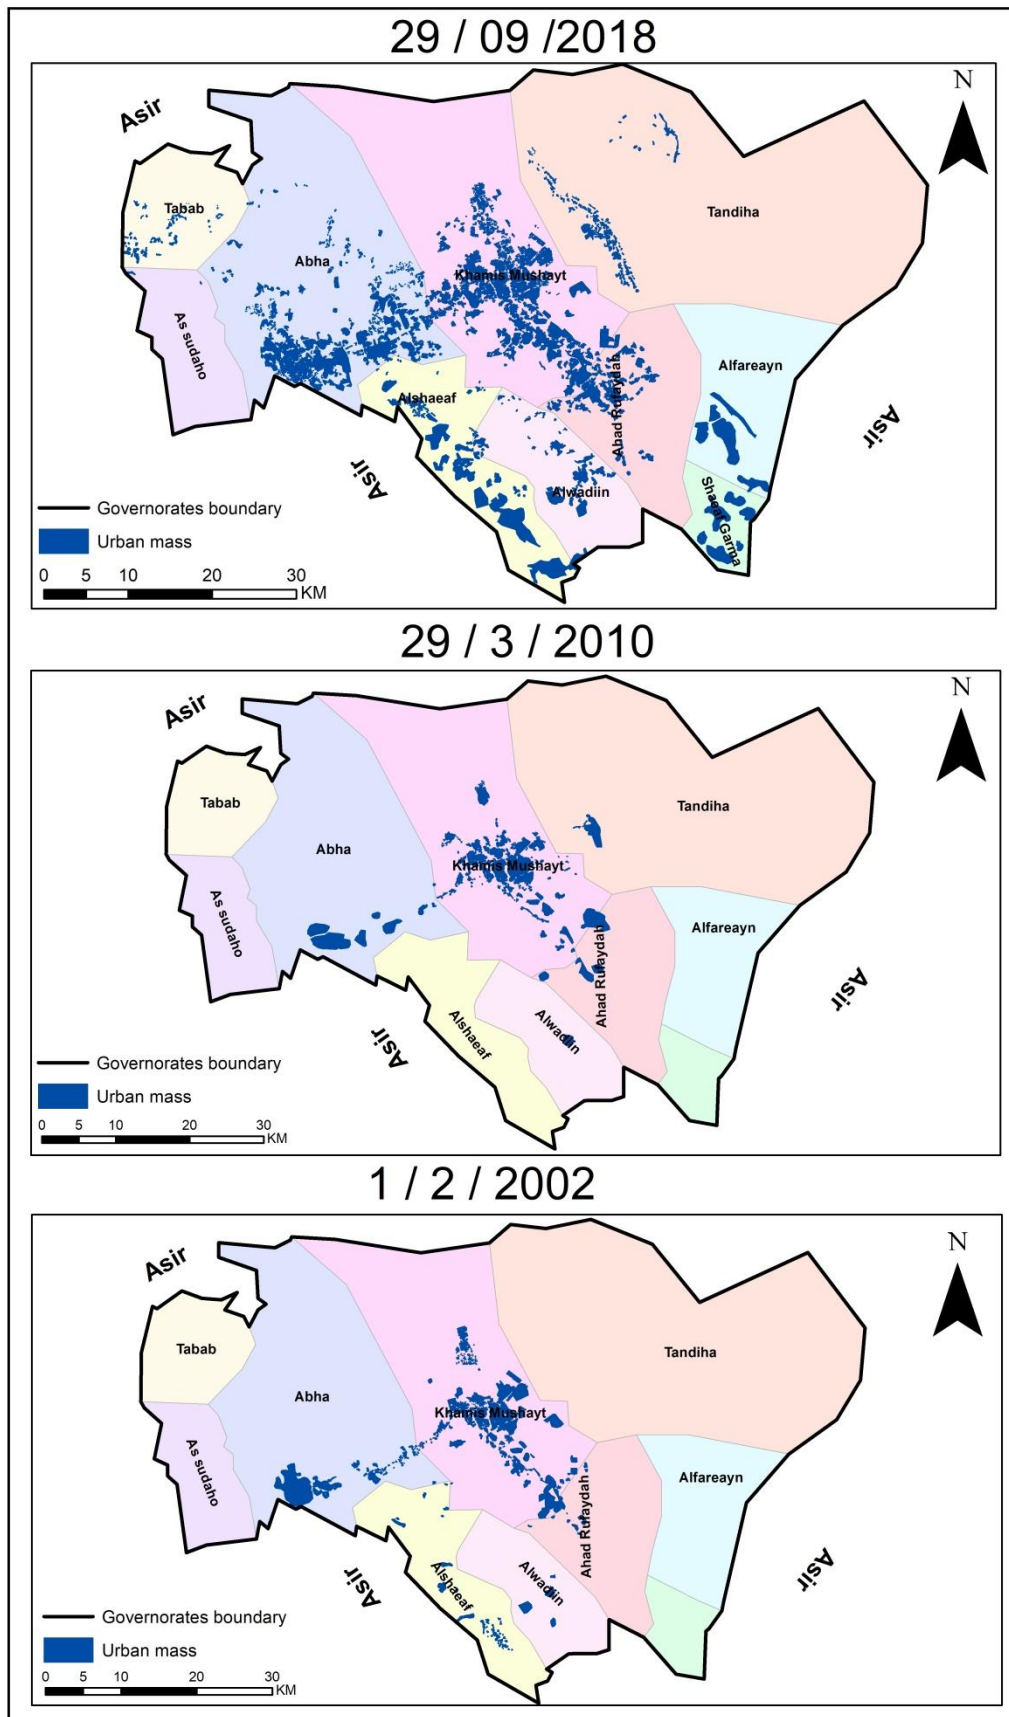 29 / 09 /2018
N
Asir
Tabab
Tandiha
Abha
Khamis Mushayt
As sudaho
Alfareayn
Ahad Rufaydah
Alshaeaf
Asir
Asir
Alwadiin
Shaeaf Garma
Governorates boundary
Urban mass
0 5 10 20 30
KM
29 / 3 / 2010
N
Asir
Tabab
Tandiha
Abha
Khamis Mushayt
As sudaho
Alfareayn
Ahad Rufaydah
Asir
Alshaeaf
Alwadiin
Asir
Governorates boundary
Urban mass
0 5 10 20 30
KM
1 / 2 / 2002
N
Asir
Tabab
Tandiha
Abha
Khamis Mushayt
As sudaho
Alfareayn
Ahad Rufaydah
Asir
Alshaeaf
Alwadiin
Asir
Governorates boundary
Urban mass
0 5 10 20 30
KM